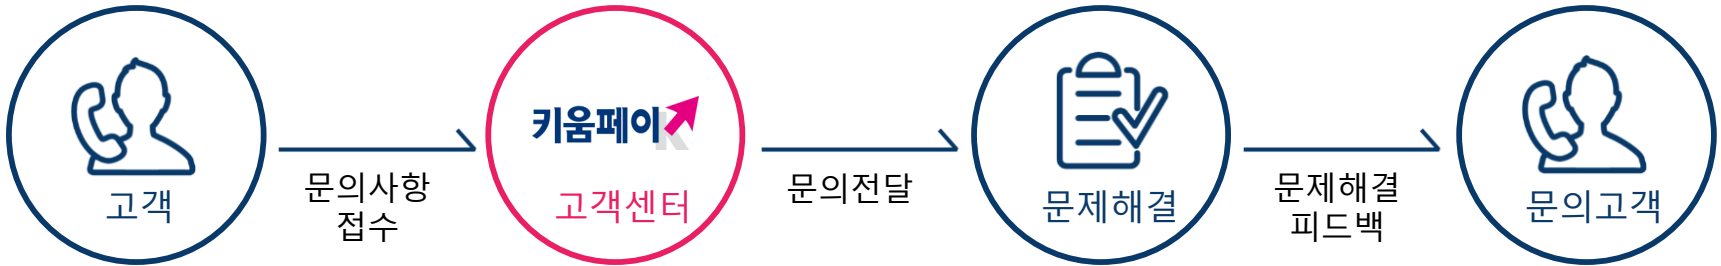 고객
문의사항
접수
키움페이
고객센터
문의전달
문제해결
문제해결
피드백
문의고객